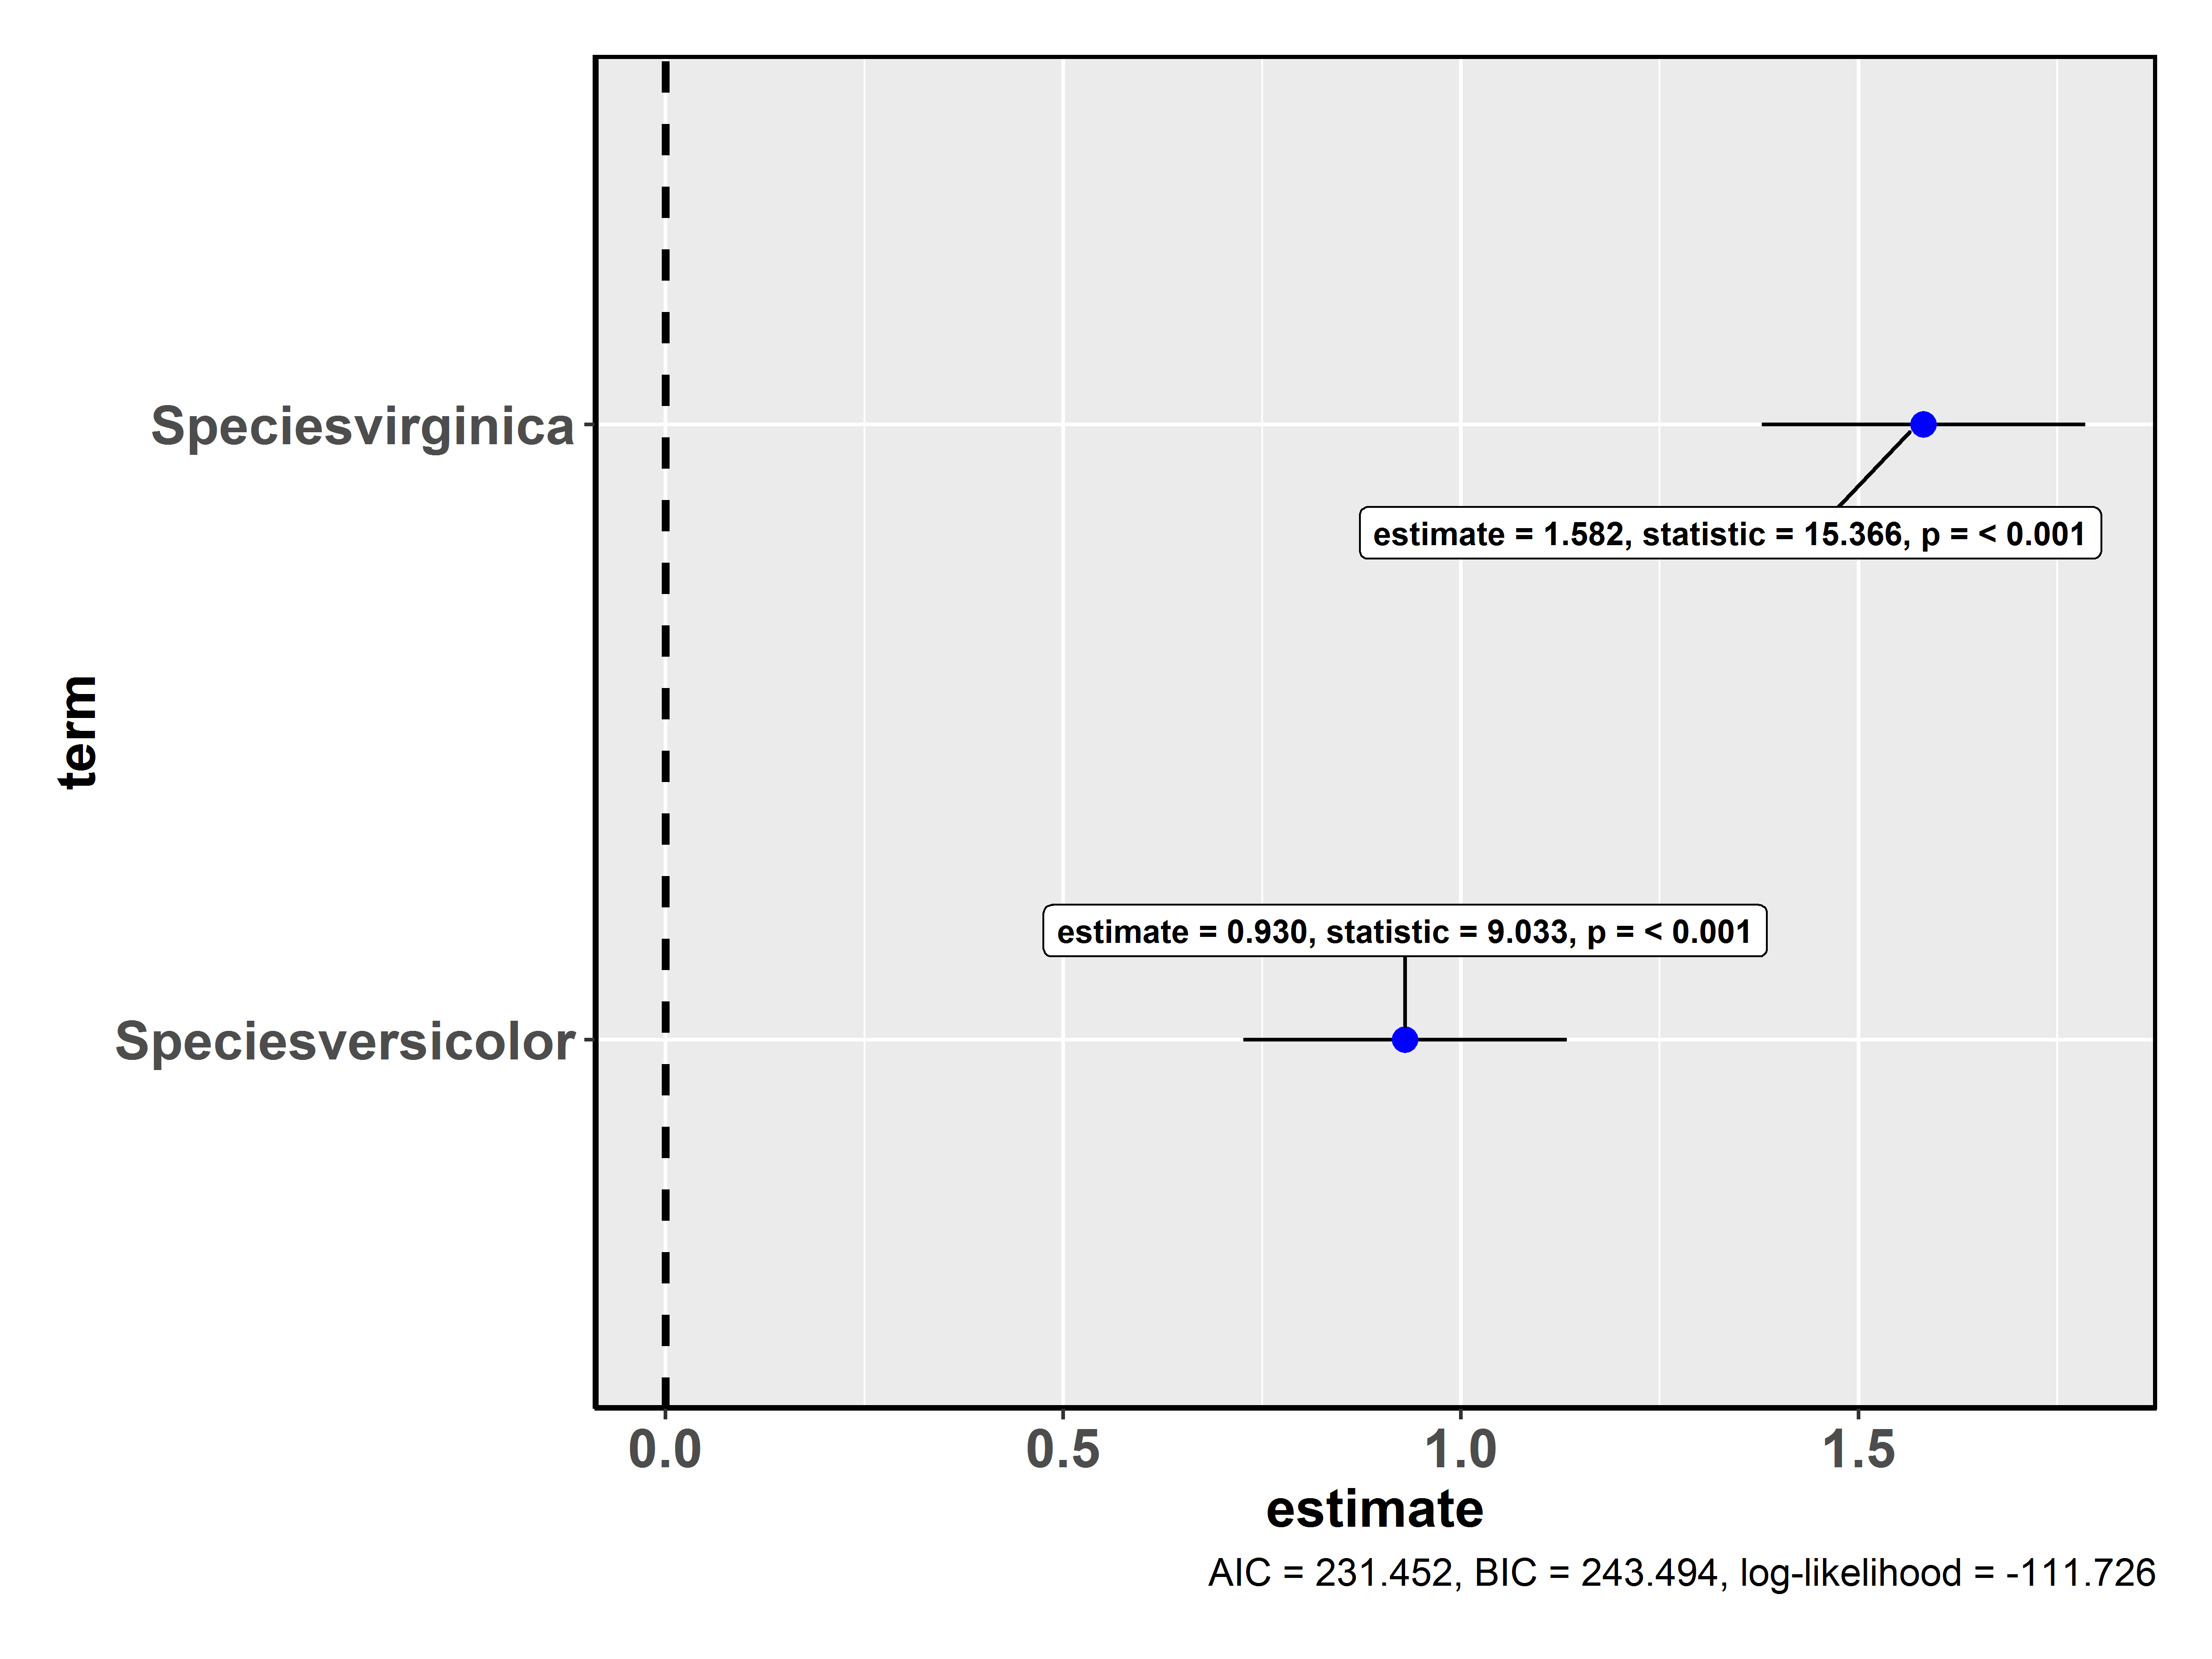 term
Speciesvirginica
estimate = 1.582, statistic = 15.366, p = < 0.001
estimate = 0.930, statistic = 9.033, p = < 0.001
Speciesversicolor
0.0 0.5 1.0 1.5
estimate
AIC = 231.452, BIC = 243.494, log-likelihood = -111.726